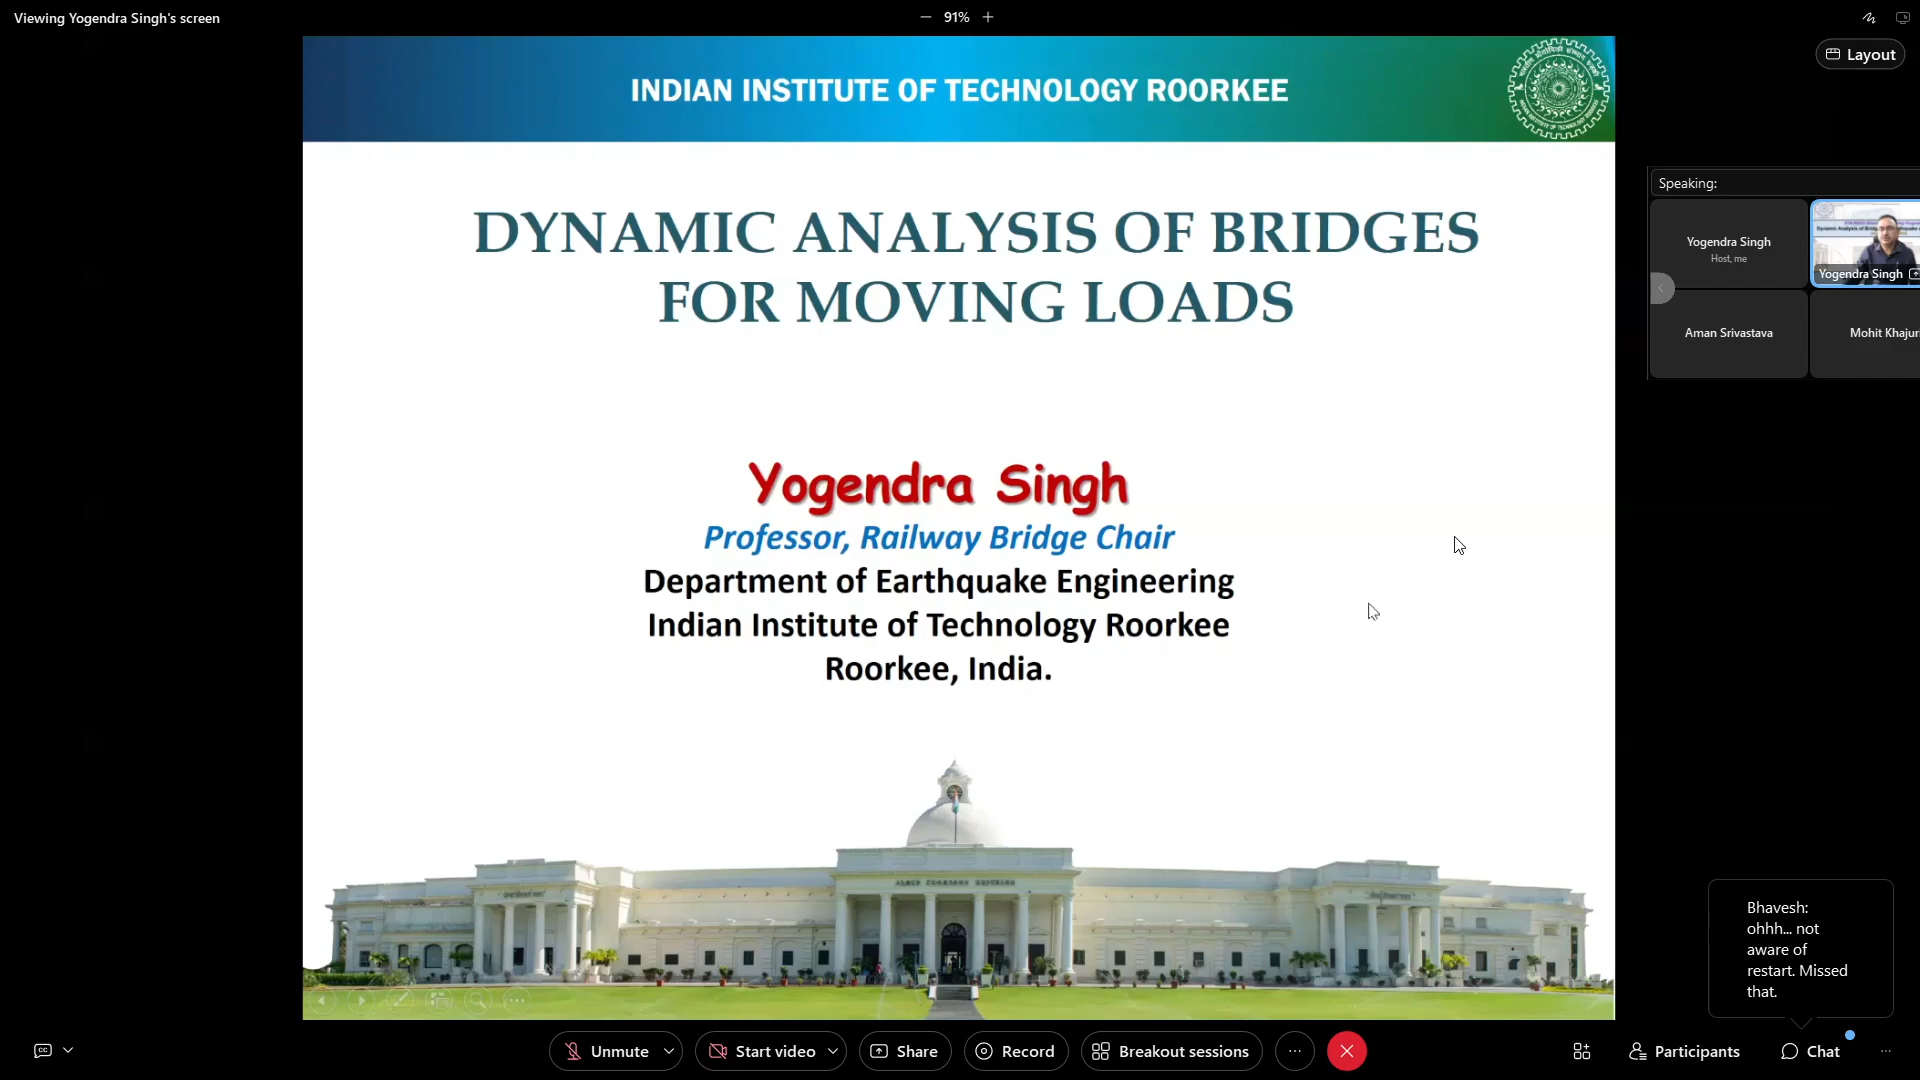 Viewing Yogendra Singh's screen
91%
Layout
INDIAN INSTITUTE OF TECHNOLOGY ROORKEE
DYNAMIC ANALYSIS OF BRIDGES
FOR MOVING LOADS
Yogendra Singh
Professor, Railway Bridge Chair
Department of Earthquake Engineering
Indian Institute of Technology Roorkee
Roorkee, India.
Speaking:
Yogendra Singh
Host, me
Yogendra Singh
Aman Srivastava
Mohit Khajur
Bhavesh:
ohhh... not
aware of
restart. Missed
that.
CC
Unmute
Start video
Share
Record
Breakout sessions
Participants
Chat